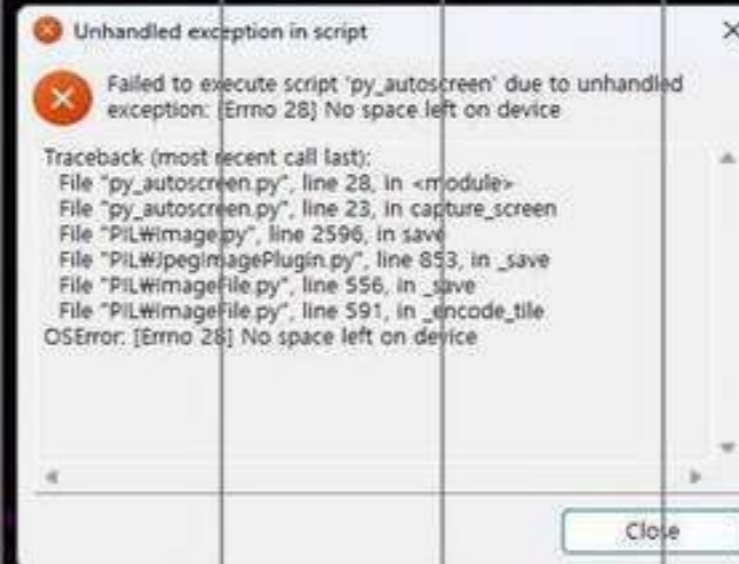 Unhandled exception in script
Failed to execute script 'py_autoscreen' due to unhandled
exception: [Errno 28] No space left on device
Traceback (most recent call last):
File "py_autoscreen.py", line 28, in <module>
File "py_autoscreen.py", line 23, in capture_screen
File "PIL₩Image.py", line 2596, in save
File "PIL₩JpegImagePlugin.py", line 853, in _save
File "PIL₩ImageFile.py", line 556, in _save
File "PIL₩ImageFile.py", line 591, in _encode_tile
OSError: [Errno 28] No space left on device
Close